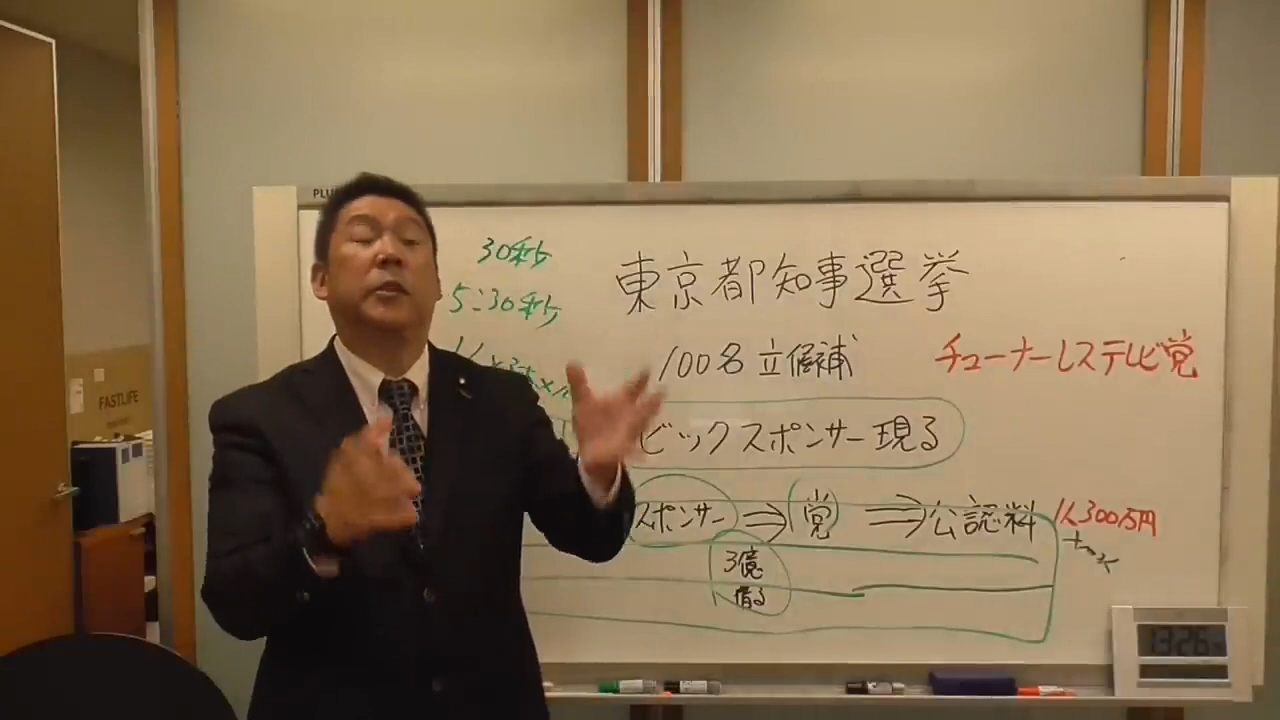 PLU
30秒
東京都知事選挙
5:30秒
100名立候補
チューナーレステレビ党
ビックスポンサー現る
FASTLIFE
スポンサー ⇒ 党 ⇒ 公認料 1人300万円
3億
借る
13:26